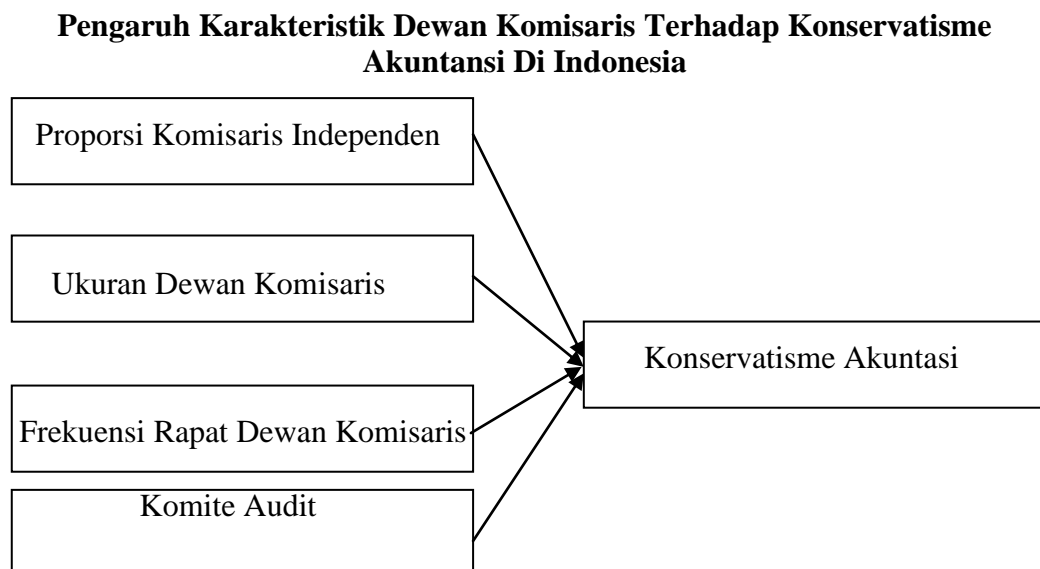 Pengaruh Karakteristik Dewan Komisaris Terhadap Konservatisme
Akuntansi Di Indonesia
Proporsi Komisaris Independen
Ukuran Dewan Komisaris
Konservatisme Akuntasi
Frekuensi Rapat Dewan Komisaris
Komite Audit